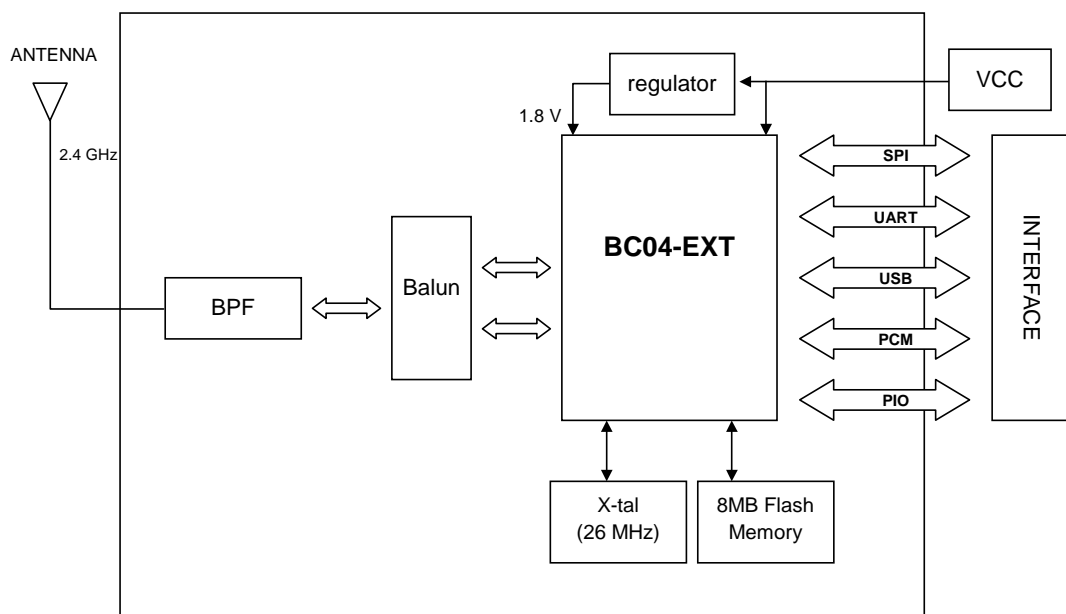 ANTENNA
regulator
VCC
1.8 V
2.4 GHz
SPI
UART
BC04-EXT
USB
Balun
BPF
PCM
PIO
INTERFACE
X-tal
(26 MHz)
8MB Flash
Memory